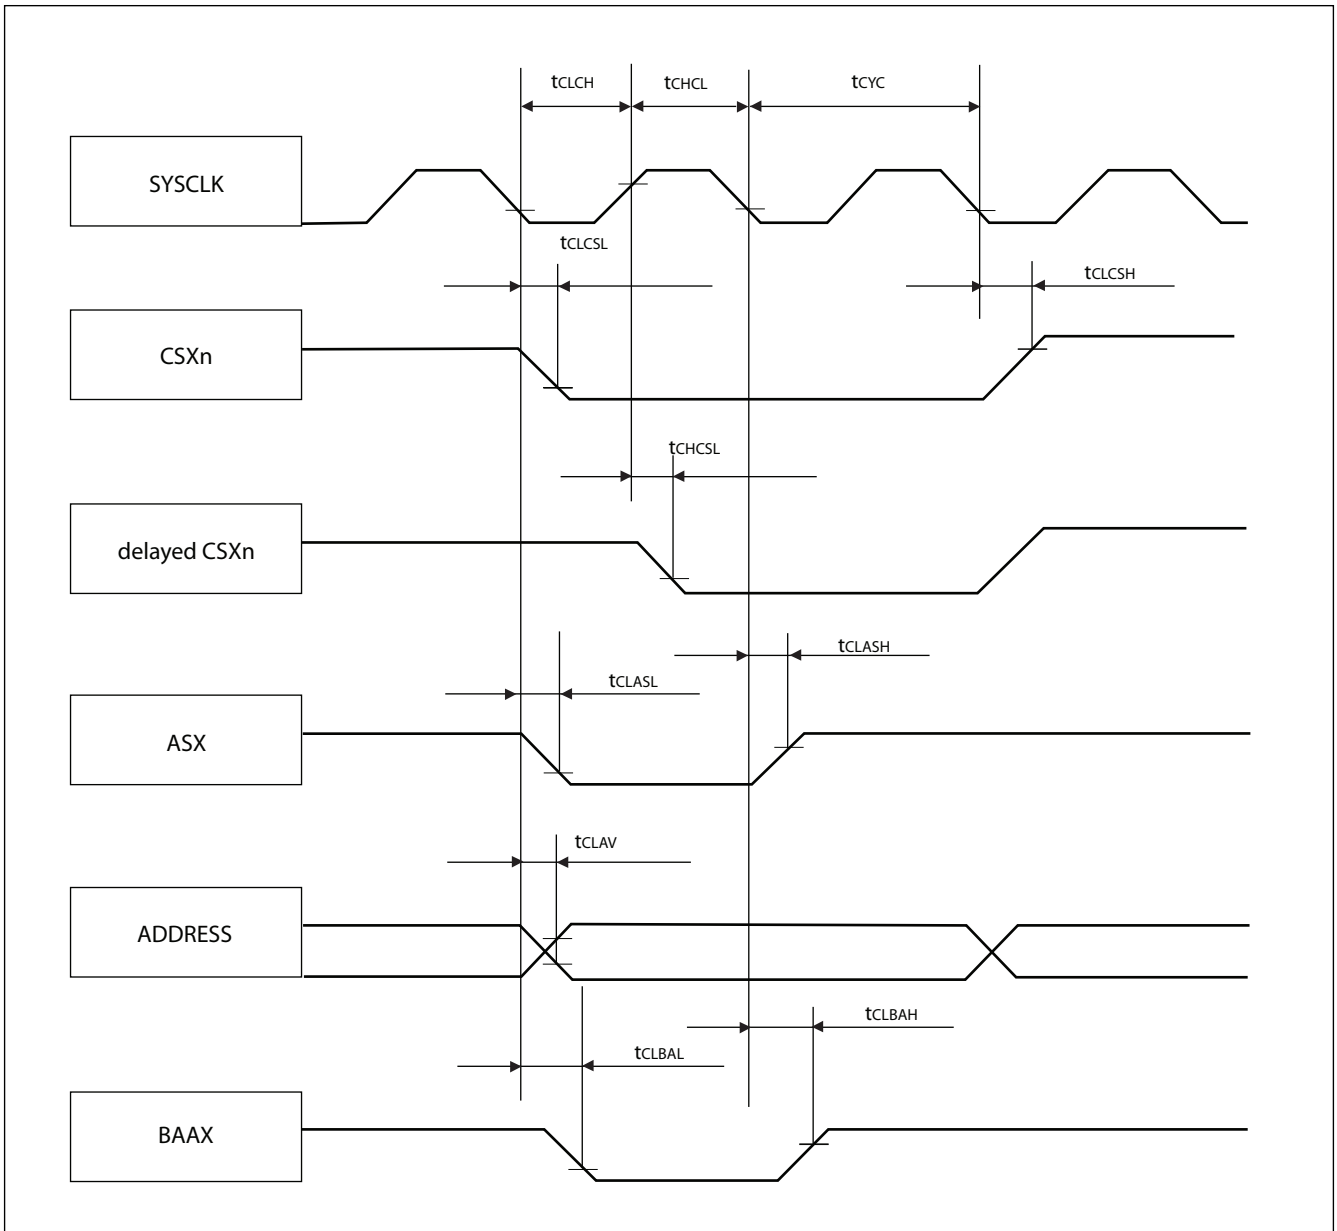 tCLCH
tCHCL
tCYC
SYSCLK
tCLCSL
tCLCSH
CSXn
tCHCSL
delayed CSXn
tCLASH
tCLASL
ASX
tCLAV
ADDRESS
tCLBAH
tCLBAL
BAAX